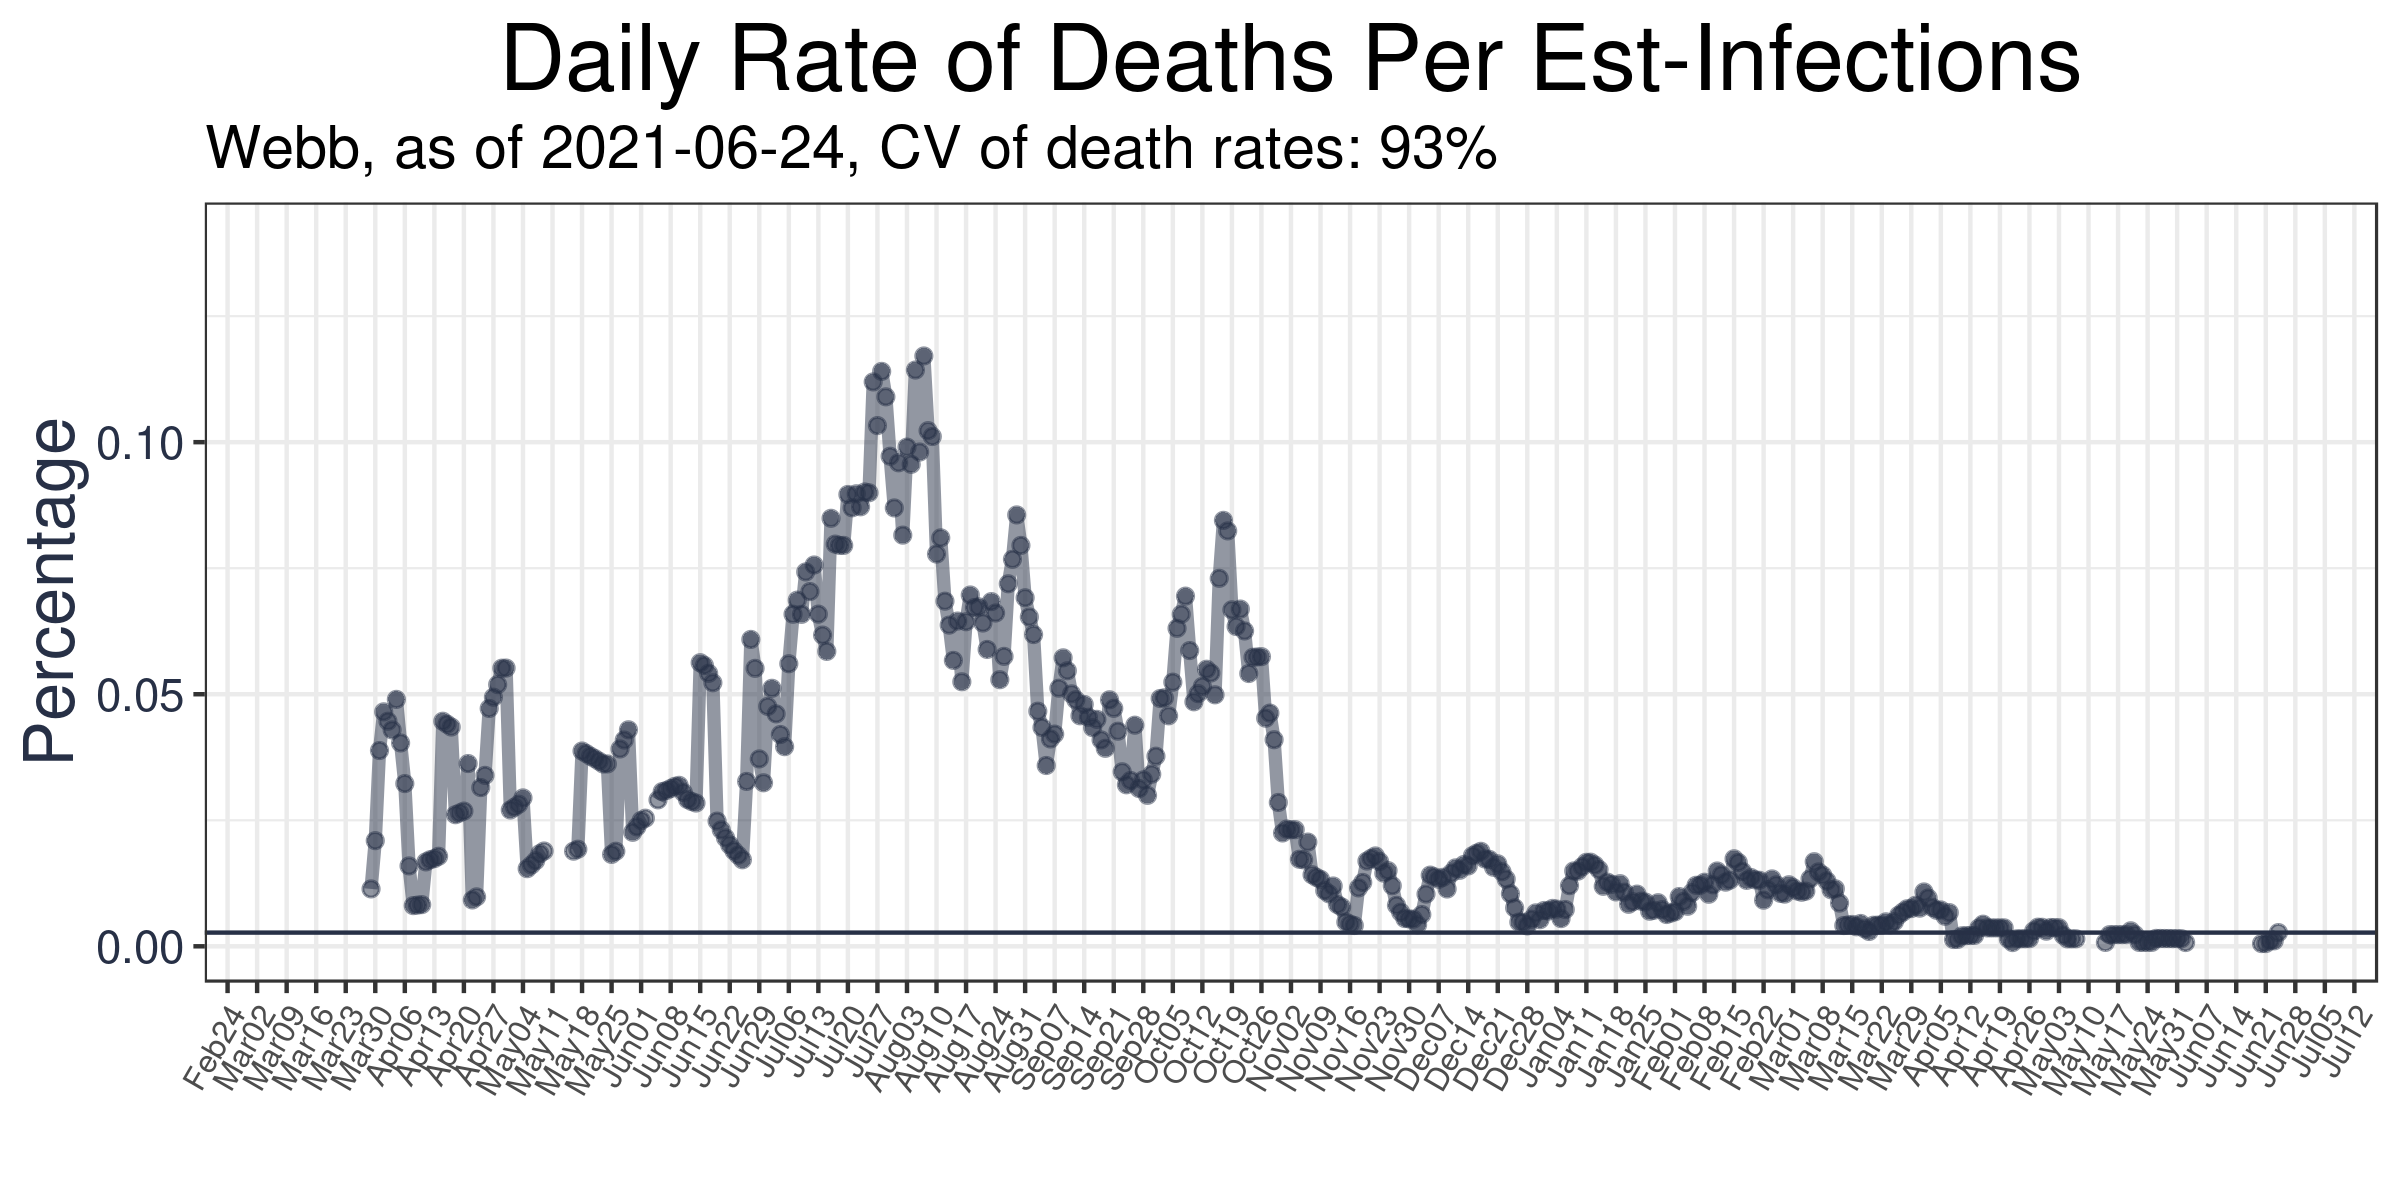 Daily Rate of Deaths Per Est-Infections
Webb, as of 2021-06-24, CV of death rates: 93%
Percentage
0.10
0.05
0.00
Feb24 Mar02 Mar09 Mar16 Mar23 Mar30 Apr06 Apr13 Apr20 Apr27 May04 May11 May18 May25 Jun01 Jun08 Jun15 Jun22 Jun29 Jul06 Jul13 Jul20 Jul27 Aug03 Aug10 Aug17 Aug24 Aug31 Sep07 Sep14 Sep21 Sep28 Oct05 Oct12 Oct19 Oct26 Nov02 Nov09 Nov16 Nov23 Nov30 Dec07 Dec14 Dec21 Dec28 Jan04 Jan11 Jan18 Jan25 Feb01 Feb08 Feb15 Feb22 Mar01 Mar08 Mar15 Mar22 Mar29 Apr05 Apr12 Apr19 Apr26 May03 May10 May17 May24 May31 Jun07 Jun14 Jun21 Jun28 Jul05 Jul12